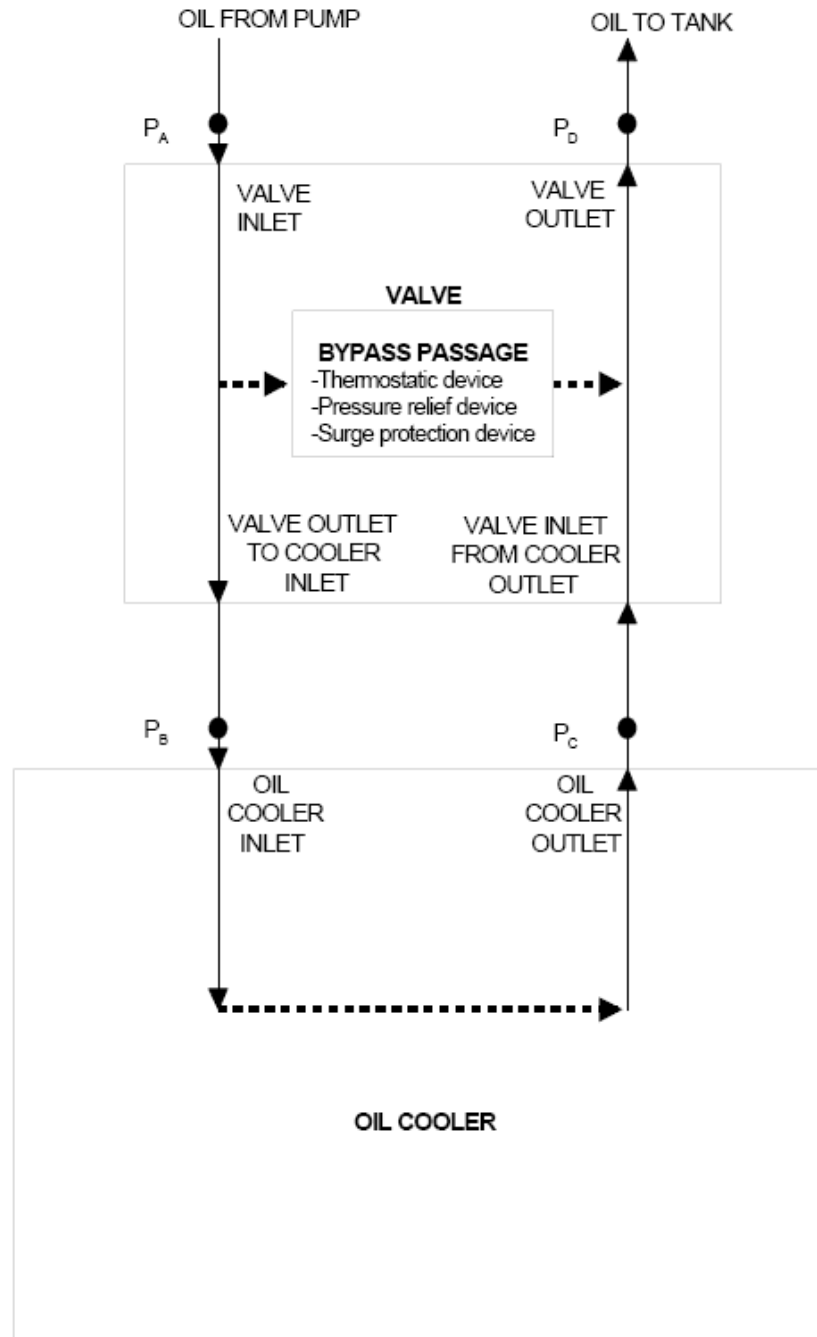 OIL FROM PUMP
OIL TO TANK
PA
PD
VALVE
INLET
VALVE
OUTLET
VALVE
BYPASS PASSAGE
-Thermostatic device
-Pressure relief device
-Surge protection device
VALVE OUTLET
TO COOLER
INLET
VALVE INLET
FROM COOLER
OUTLET
PB
PC
OIL
COOLER
INLET
OIL
COOLER
OUTLET
OIL COOLER